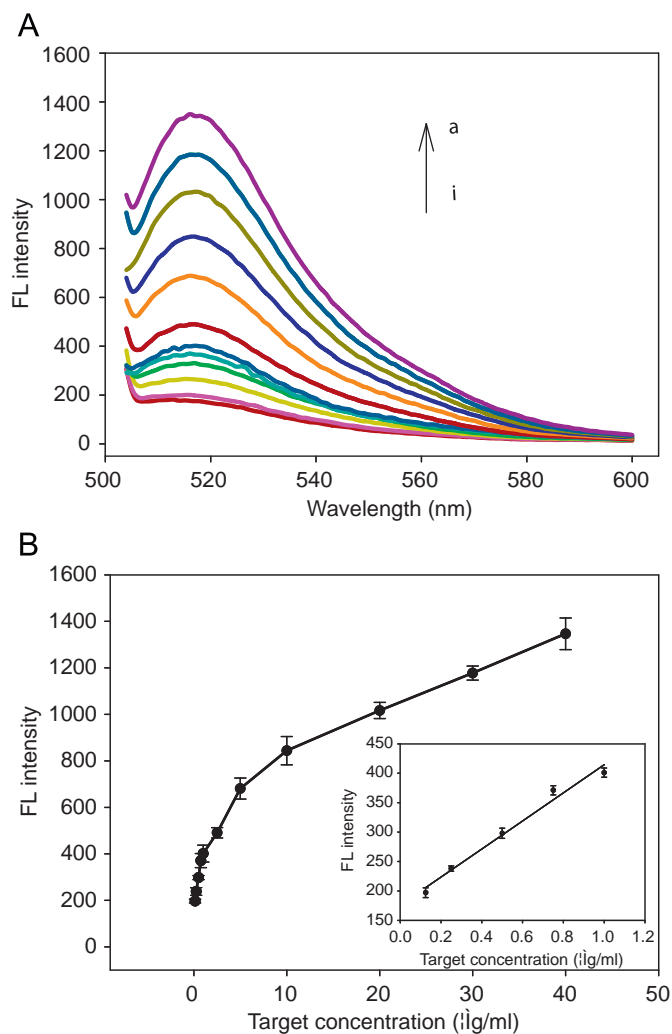 A
1600
1400
1200
1000
800
600
400
200
0
FL intensity
a
i
500 520 540 560 580 600
Wavelength (nm)
B
1600
1400
1200
1000
800
600
400
200
0
FL intensity
450
400
350
300
250
200
150
FL intensity
0.0 0.2 0.4 0.6 0.8 1.0 1.2
Target concentration (¡ìg/ml)
0 10 20 30 40 50
Target concentration (¡ìg/ml)